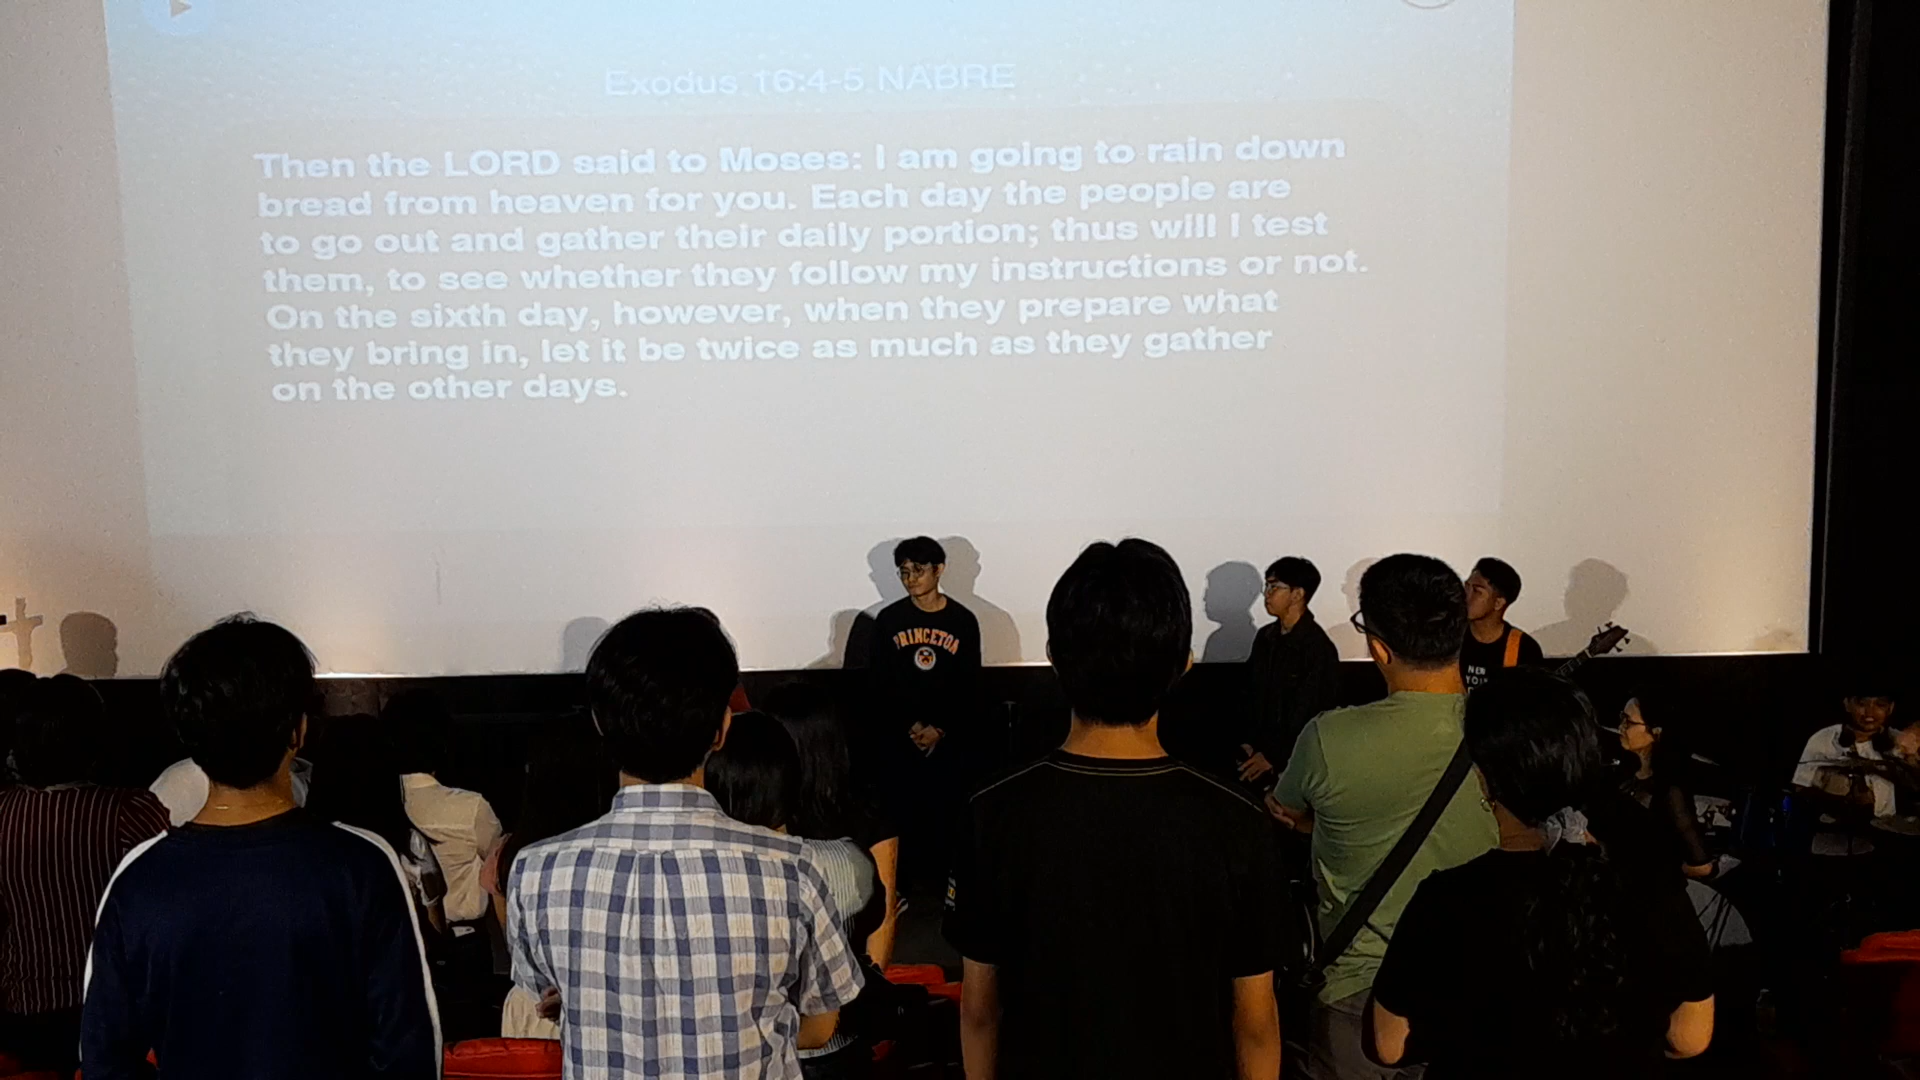 Exodus 16:4-5 NABRE
Then the LORD said to Moses: I am going to rain down
bread from heaven for you. Each day the people are
to go out and gather their daily portion; thus will I test
them, to see whether they follow my instructions or not.
On the sixth day, however, when they prepare what
they bring in, let it be twice as much as they gather
on the other days.
PRINCETON
NEW